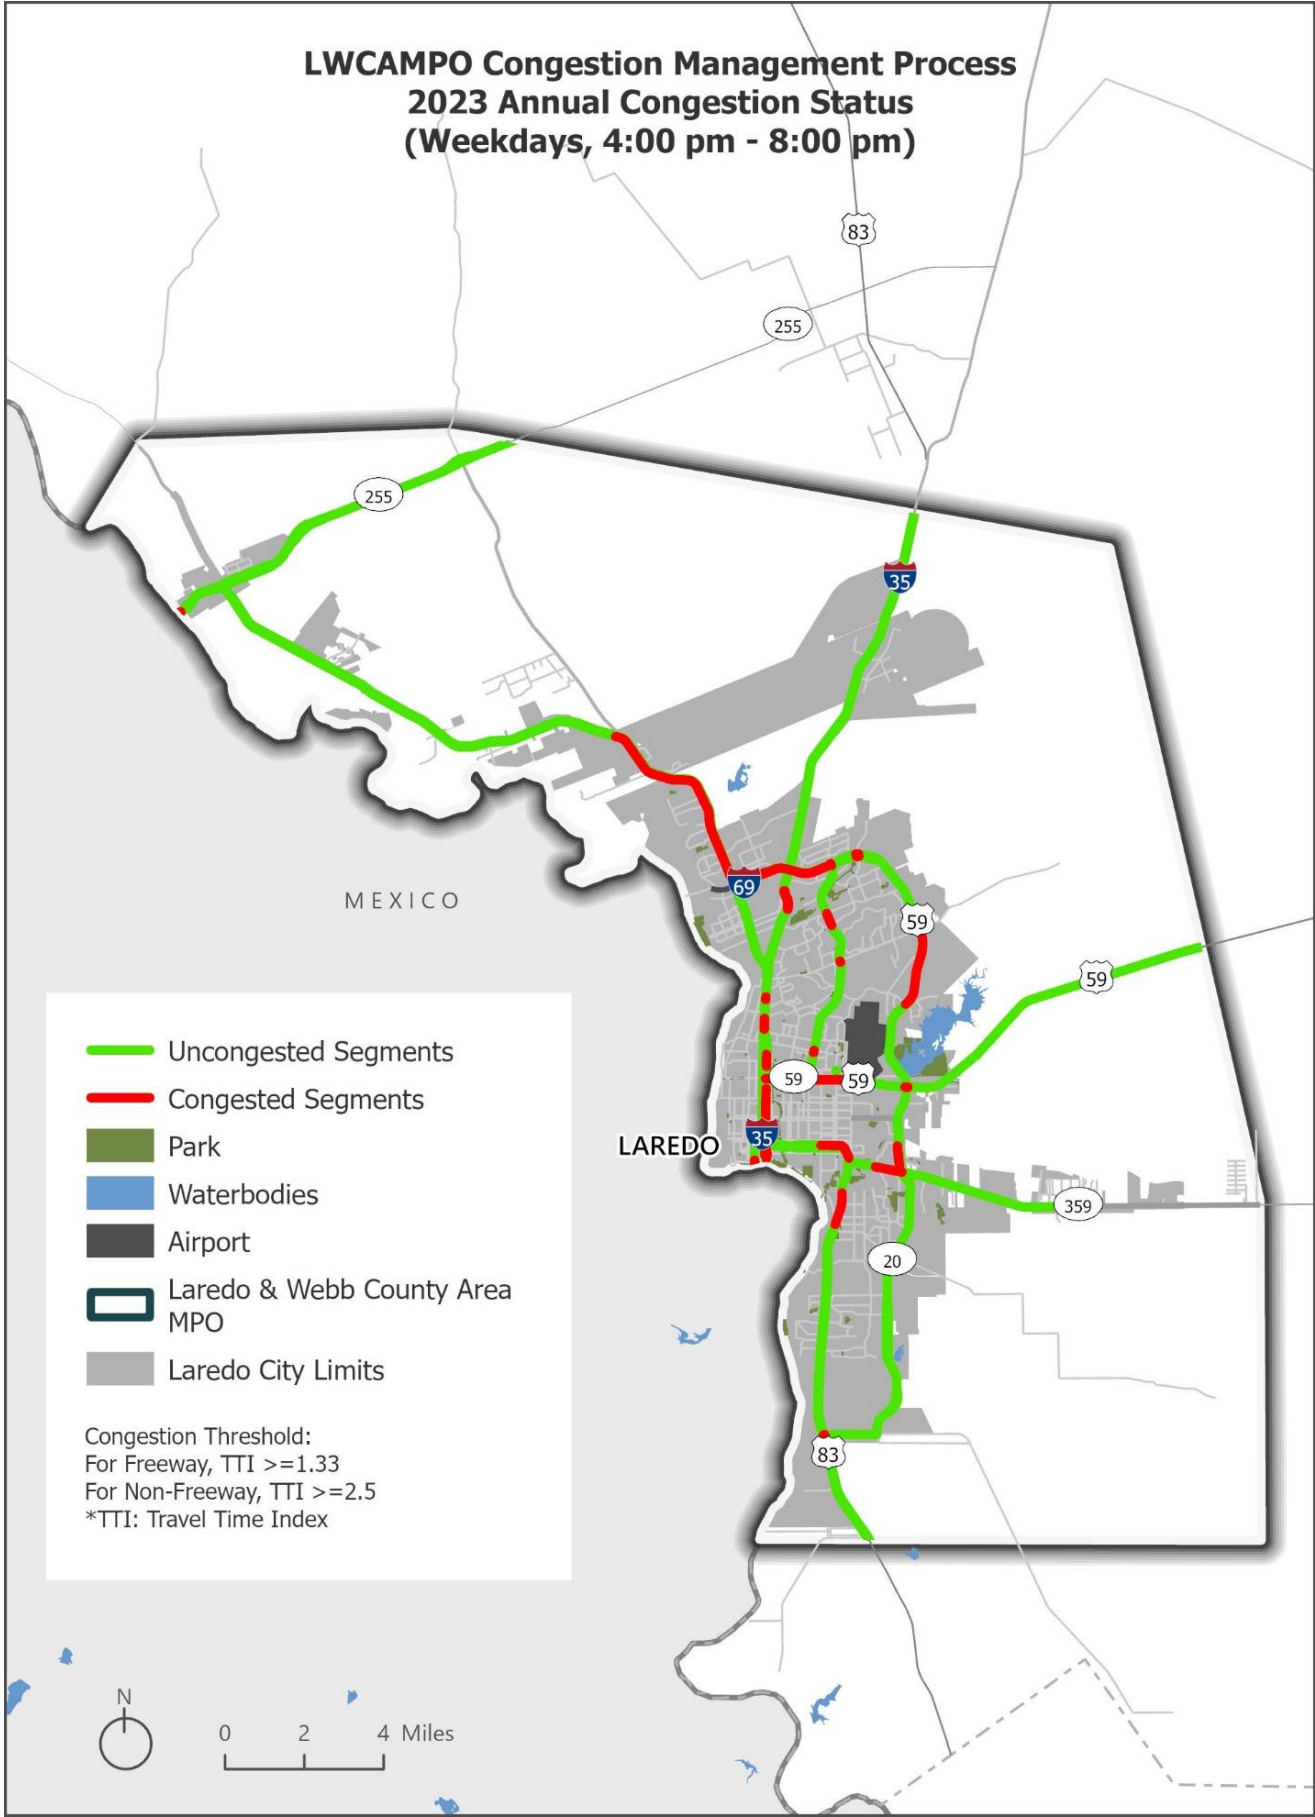 LWCAMPO Congestion Management Process
2023 Annual Congestion Status
(Weekdays, 4:00 pm - 8:00 pm)
83
255
255
35
69
59
59
59
59
35
LAREDO
MEXICO
359
20
83
Uncongested Segments
Congested Segments
Park
Waterbodies
Airport
Laredo & Webb County Area
MPO
Laredo City Limits
Congestion Threshold:
For Freeway, TTI >=1.33
For Non-Freeway, TTI >=2.5
*TTI: Travel Time Index
N
0 2 4 Miles